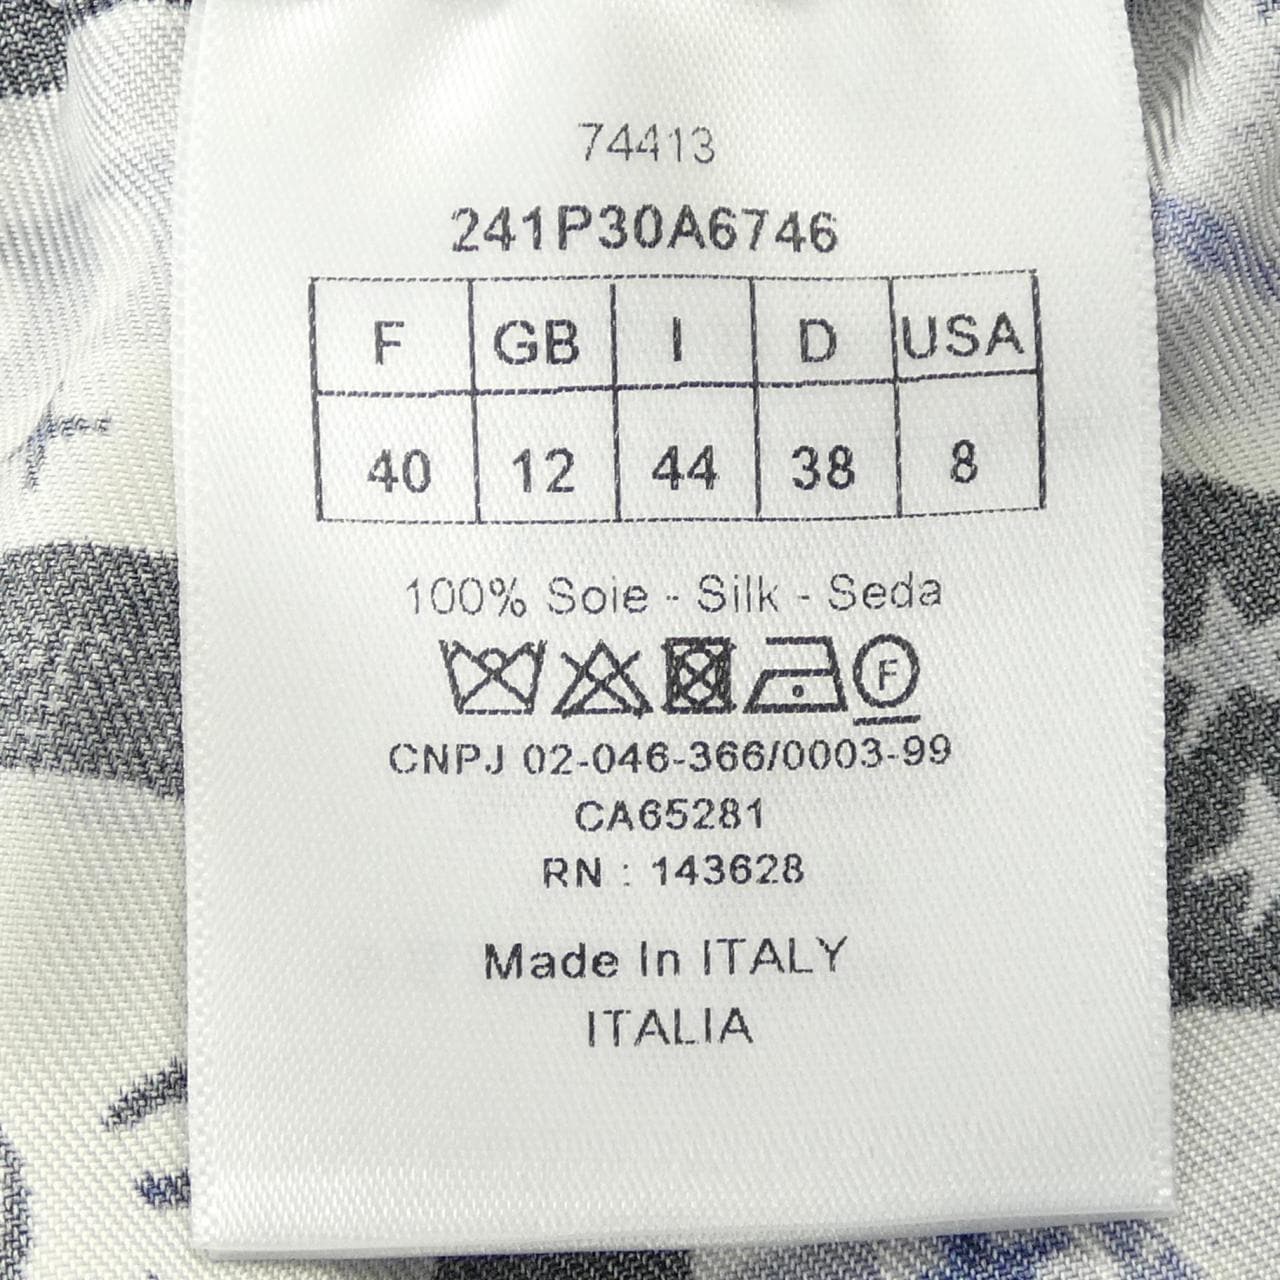 74413
241P30A6746
F GB I D USA
40 12 44 38 8
100% Soie - Silk - Seda
F
CNPJ 02-046-366/0003-99
CA65281
RN : 143628
Made In ITALY
ITALIA